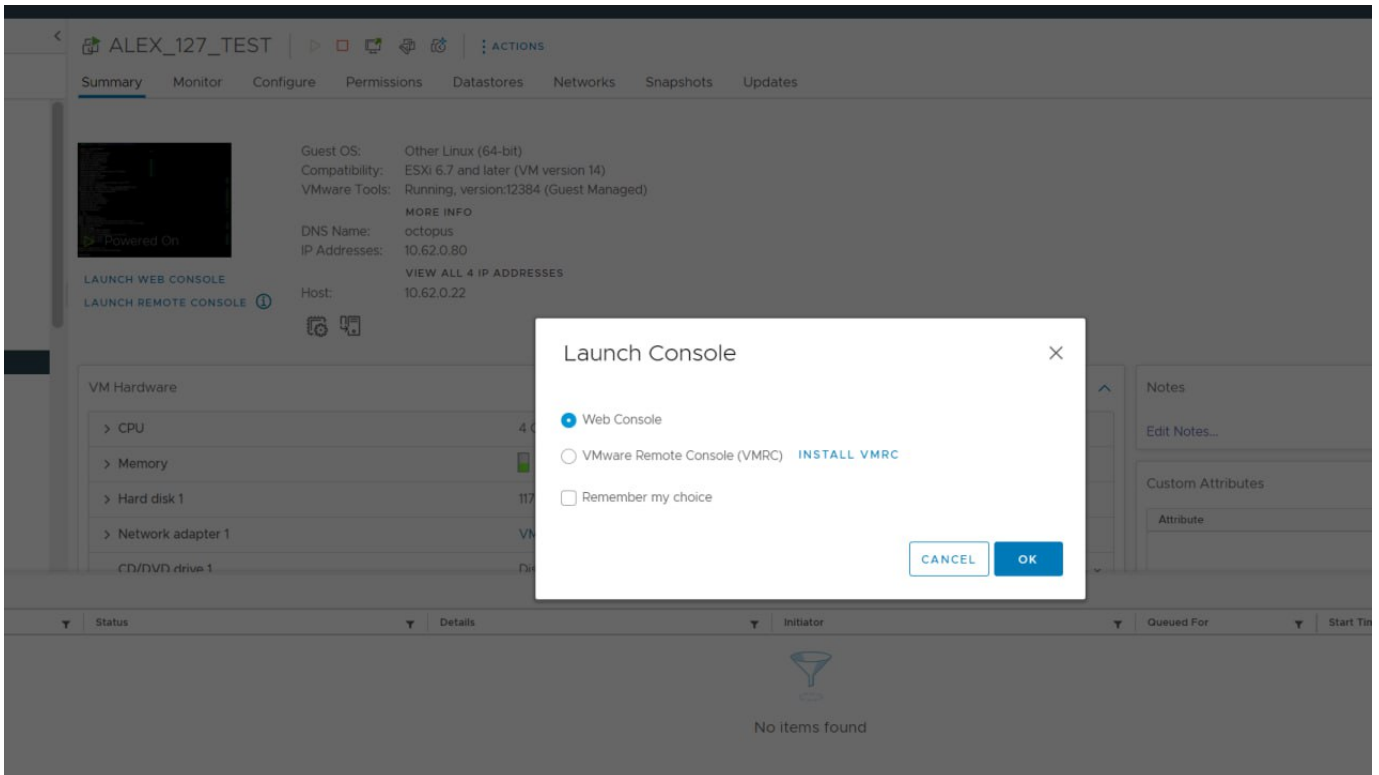 ALEX_127_TEST
ACTIONS
Summary Monitor Configure Permissions Datastores Networks Snapshots Updates
Powered On
LAUNCH WEB CONSOLE
LAUNCH REMOTE CONSOLE
Guest OS: Other Linux (64-bit)
Compatibility: ESXi 6.7 and later (VM version 14)
VMware Tools: Running, version:12384 (Guest Managed)
MORE INFO
DNS Name: octopus
IP Addresses: 10.62.0.80
VIEW ALL 4 IP ADDRESSES
Host: 10.62.0.22
Launch Console
Web Console
VMware Remote Console (VMRC) INSTALL VMRC
Remember my choice
CANCEL OK
VM Hardware
CPU 4
Memory
Hard disk 1 117
Network adapter 1
CD/DVD drive 1
Notes
Edit Notes...
Custom Attributes
Attribute
Status Details Initiator Queued For Start Tim
No items found